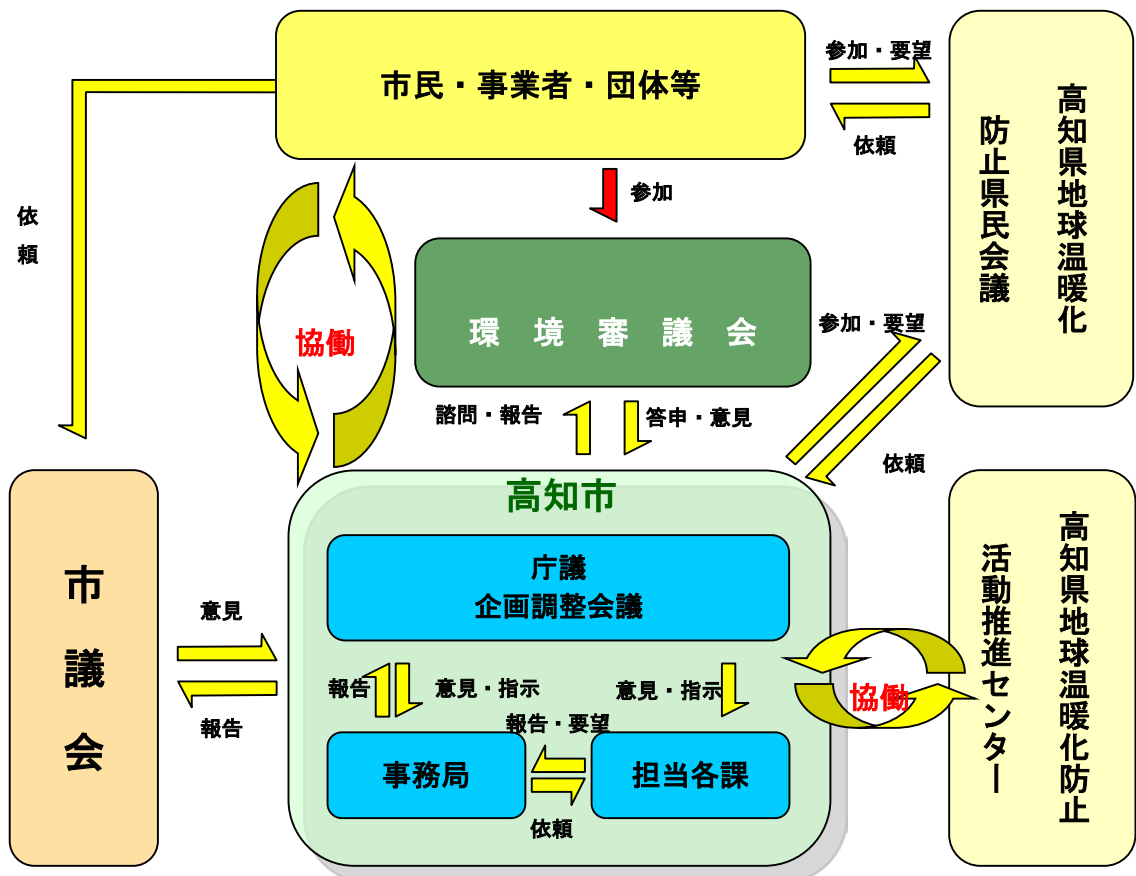 市民・事業者・団体等
参加・要望
依頼
高知県地球温暖化
防止県民会議
依頼
参加
環境審議会
協働
参加・要望
諮問・報告
答申・意見
依頼
高知市
庁議
企画調整会議
市議会
意見
報告
報告
意見・指示
意見・指示
報告・要望
事務局
担当各課
依頼
協働
高知県地球温暖化防止
活動推進センター